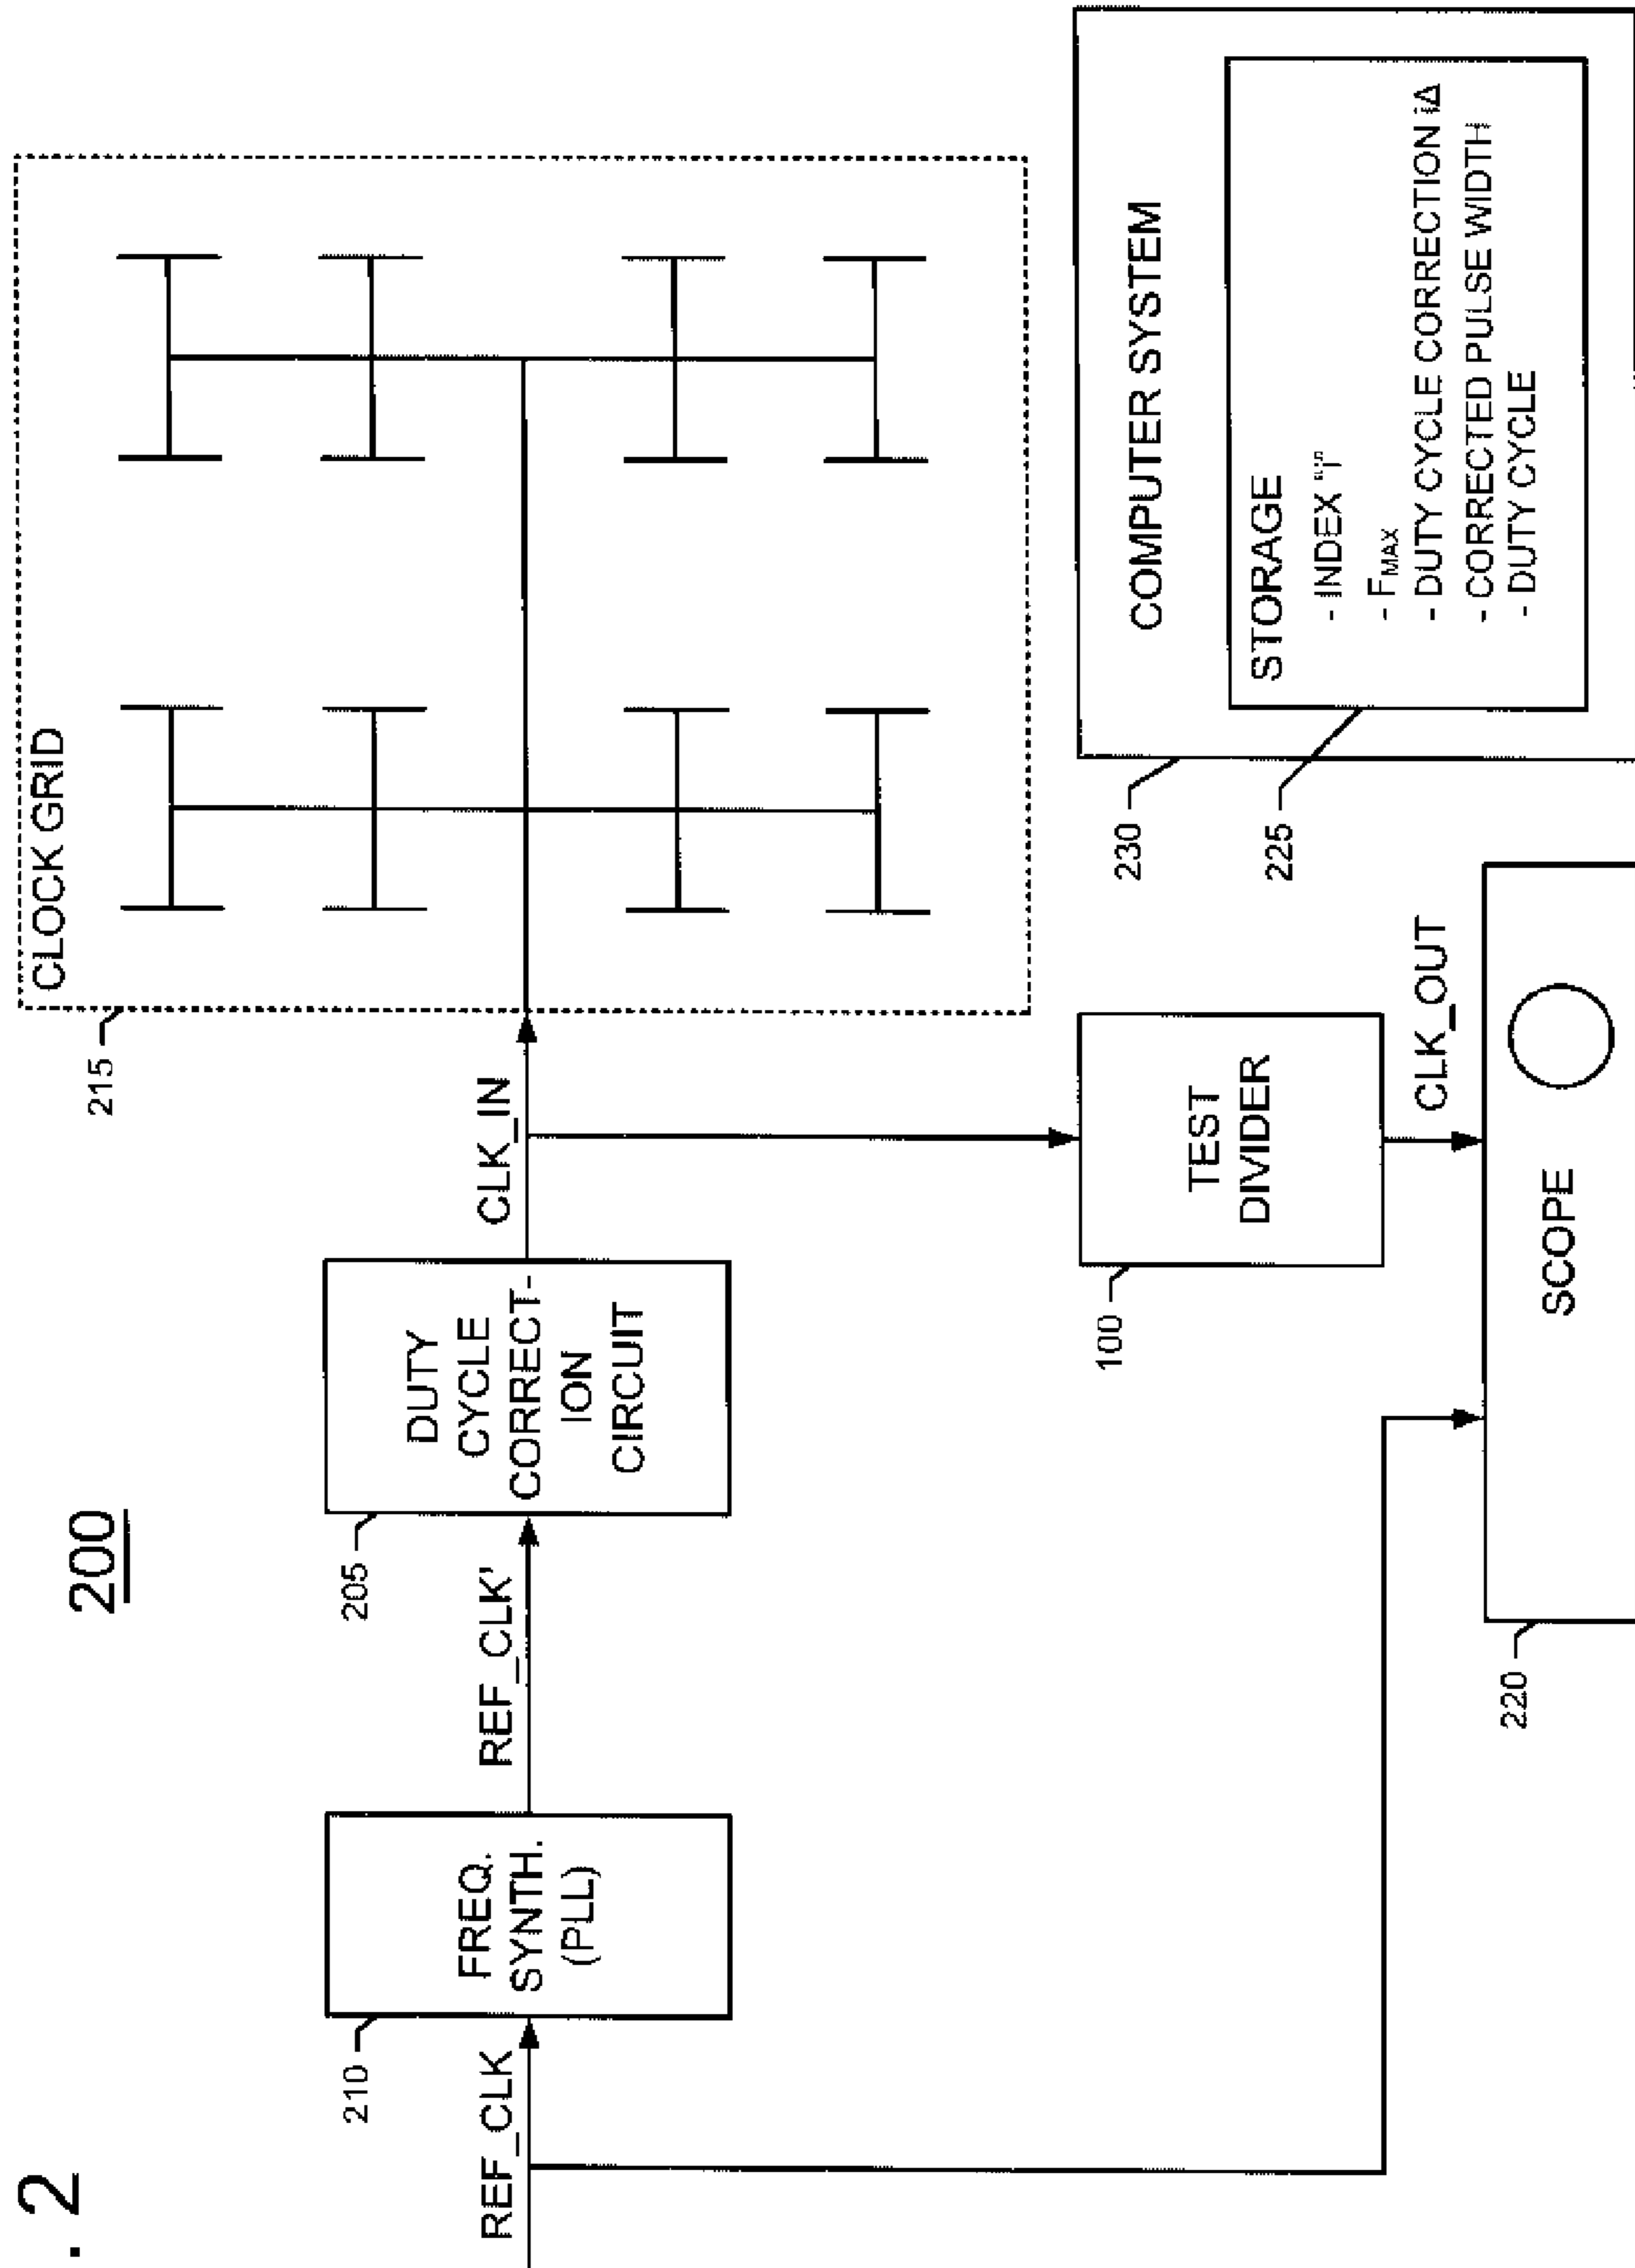 . 2
200
CLOCK GRID
215
REF_CLK
210
FREQ.
SYNTH.
(PLL)
REF_CLK'
205
DUTY
CYCLE
CORRECT-
ION
CIRCUIT
CLK_IN
100
TEST
DIVIDER
CLK_OUT
220
SCOPE
230
COMPUTER SYSTEM
225
STORAGE
- INDEX "i"
- FMAX
- DUTY CYCLE CORRECTION iΔ
- CORRECTED PULSE WIDTH
- DUTY CYCLE